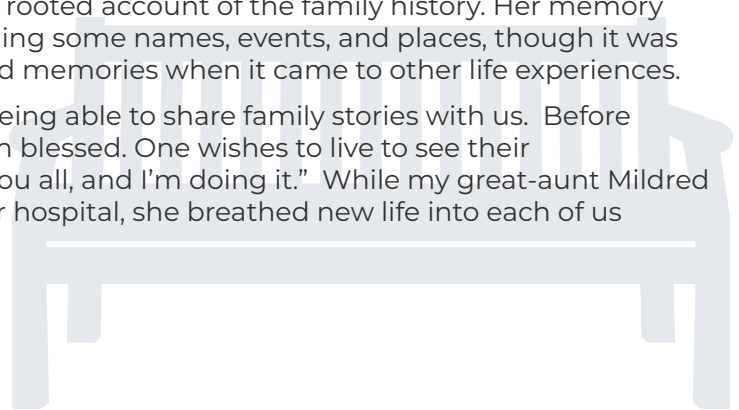 rooted account of the family history. Her memory
ing some names, events, and places, though it was
d memories when it came to other life experiences.
eing able to share family stories with us.  Before
n blessed. One wishes to live to see their
ou all, and I’m doing it.”  While my great-aunt Mildred
r hospital, she breathed new life into each of us